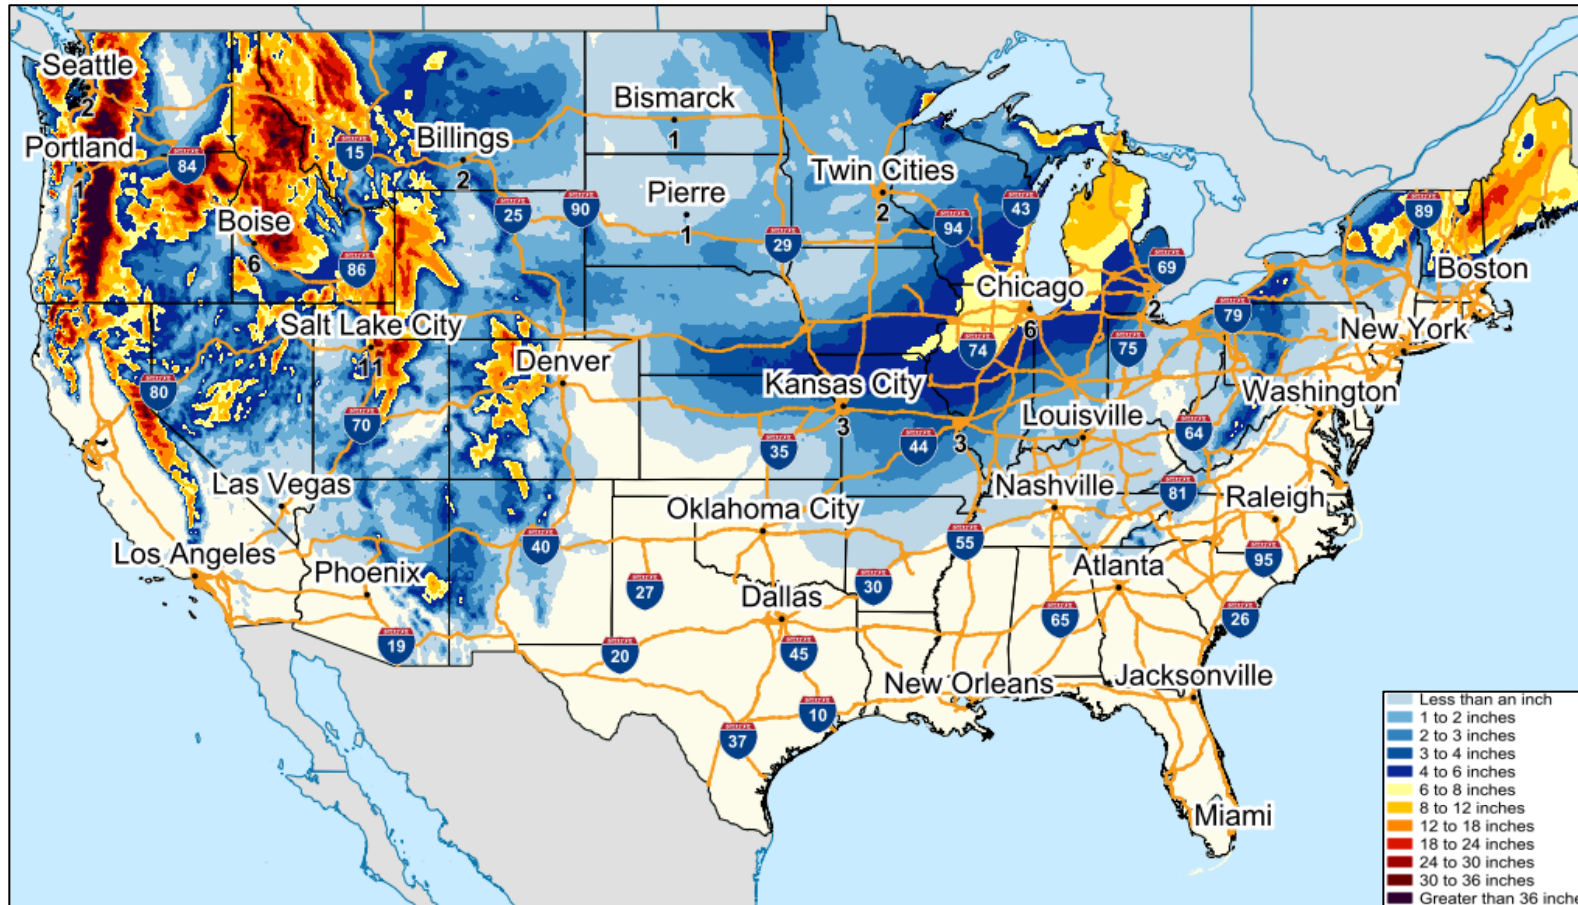 Seattle
2
Portland
1
84
15
Billings
2
Bismarck
1
Twin Cities
2
Pierre
1
25
90
29
94
43
69
89
Boston
Boise
6
86
Chicago
6
2
79
New York
Salt Lake City
11
Denver
74
75
80
70
Kansas City
3
35
44
3
Louisville
64
Washington
Las Vegas
Oklahoma City
Nashville
81
Raleigh
Los Angeles
Phoenix
40
27
Dallas
30
55
Atlanta
95
65
26
19
20
45
New Orleans
Jacksonville
37
10
Miami
Less than an inch
1 to 2 inches
2 to 3 inches
3 to 4 inches
4 to 6 inches
6 to 8 inches
8 to 12 inches
12 to 18 inches
18 to 24 inches
24 to 30 inches
30 to 36 inches
Greater than 36 inche